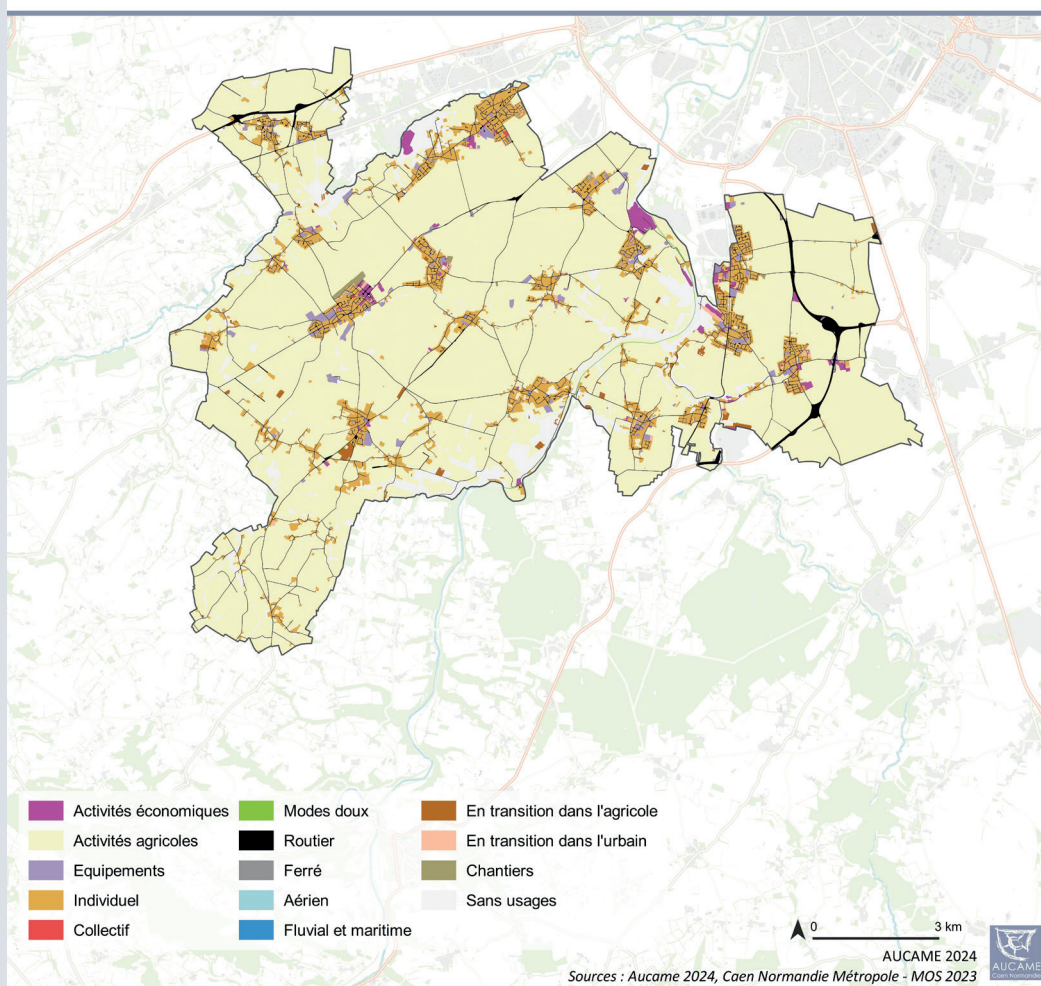 Activités économiques
Activités agricoles
Equipements
Individuel
Collectif
Modes doux
Routier
Ferré
Aérien
Fluvial et maritime
En transition dans l'agricole
En transition dans l'urbain
Chantiers
Sans usages
0 3 km
AUCAME 2024
Sources : Aucame 2024, Caen Normandie Métropole - MOS 2023
AUCAME
Caen Normandie